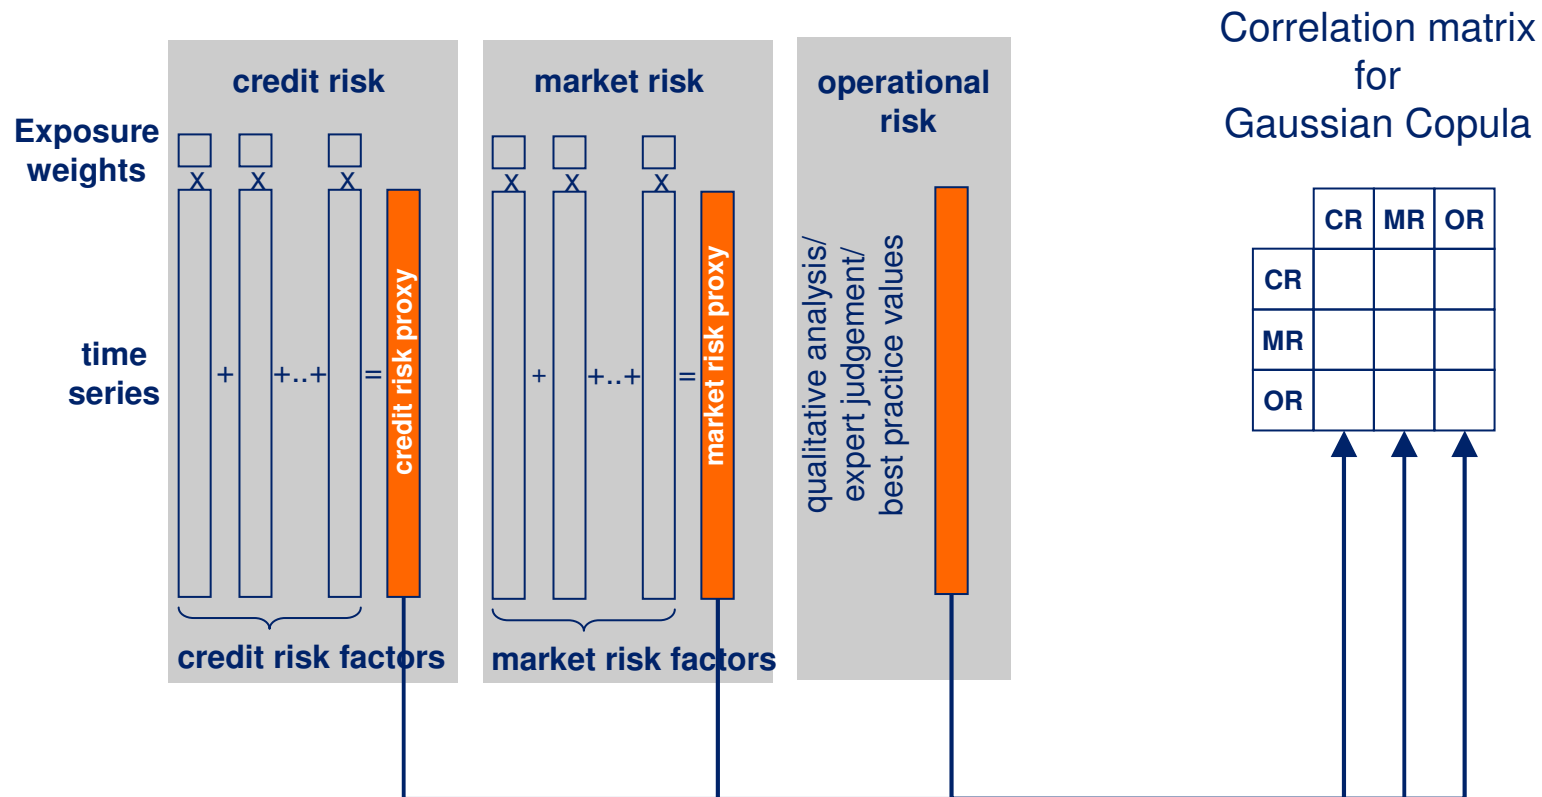 Correlation matrix
for
Gaussian Copula
credit risk
market risk
operational
risk
Exposure
weights
X X X
X X X
time
series
+ +..+ =
credit risk proxy
+ +..+ =
market risk proxy
qualitative analysis/
expert judgement/
best practice values
credit risk factors
market risk factors
CR MR OR
CR
MR
OR